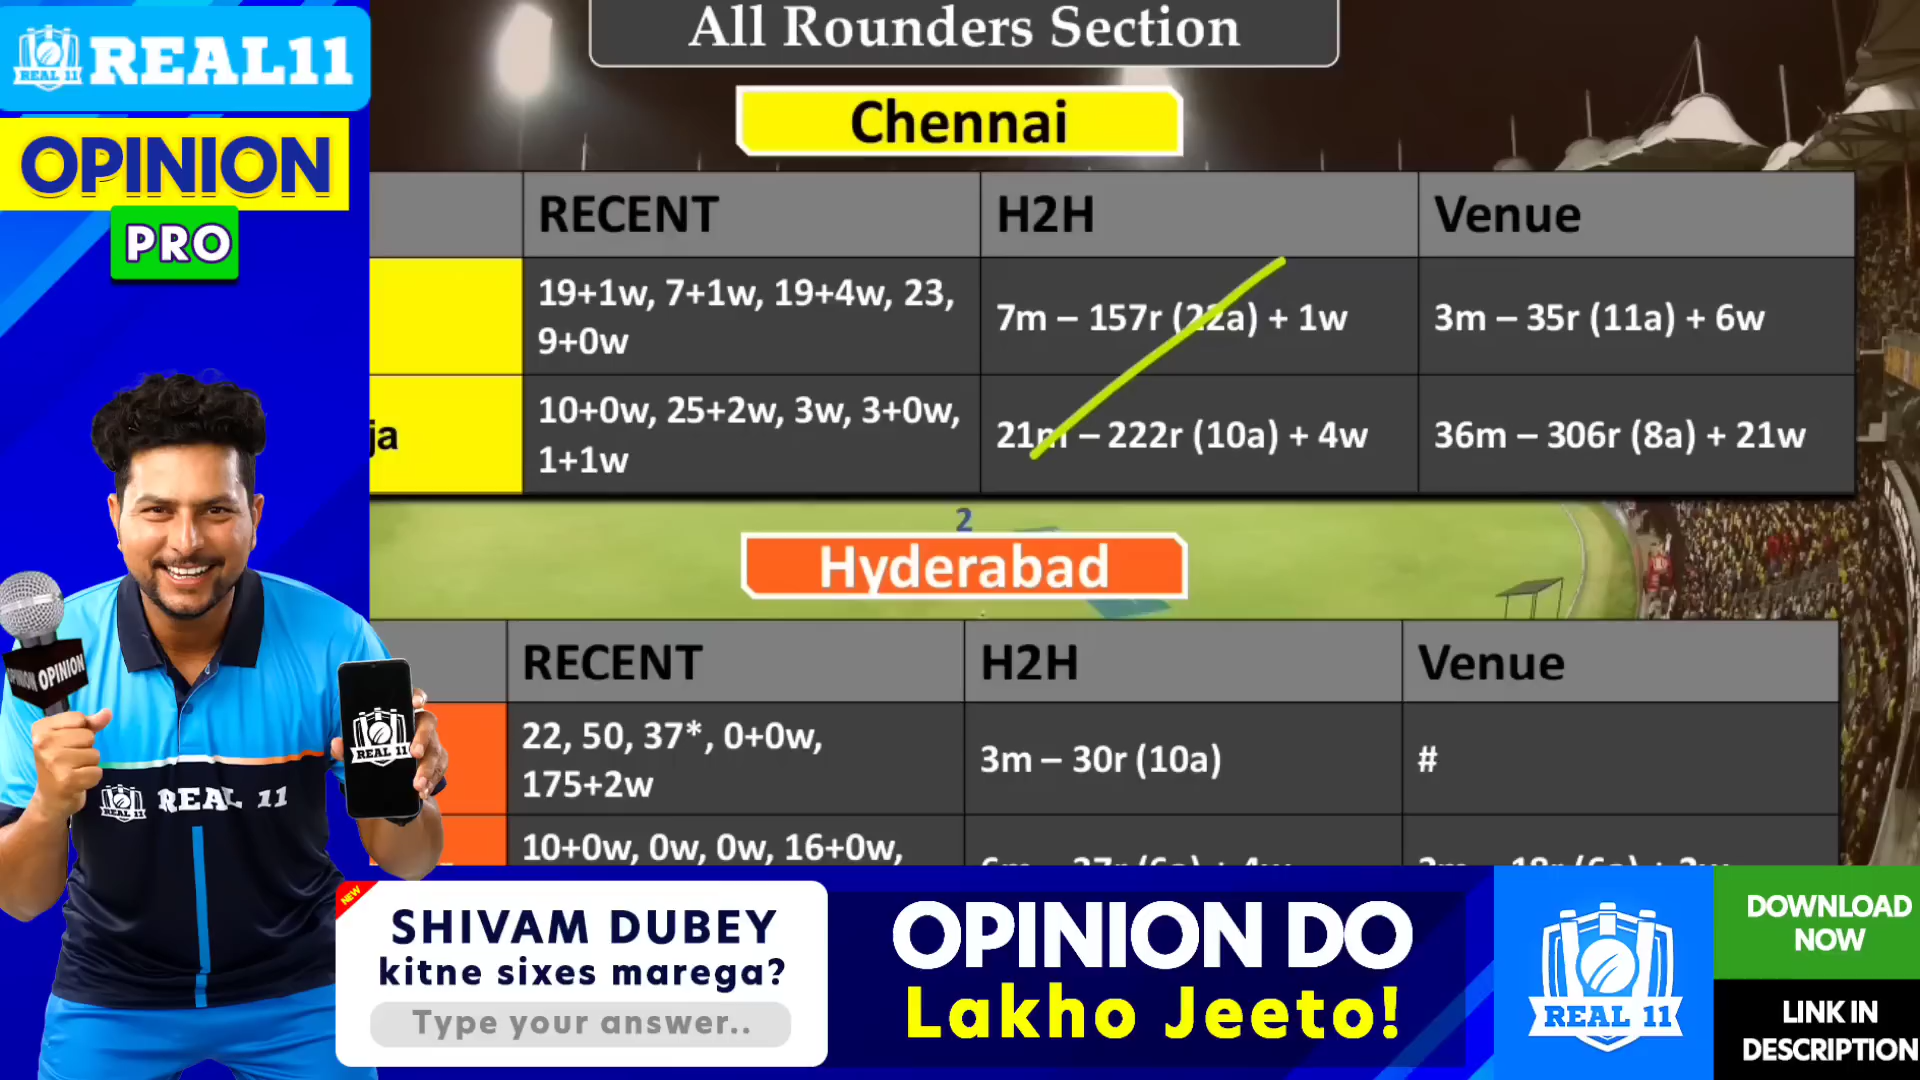 All Rounders Section
REAL 11
REAL11
OPINION
PRO
Chennai
RECENT
H2H
Venue
19+1w, 7+1w, 19+4w, 23,
9+0w
7m – 157r (22a) + 1w
3m – 35r (11a) + 6w
ja
10+0w, 25+2w, 3w, 3+0w,
1+1w
21m – 222r (10a) + 4w
36m – 306r (8a) + 21w
2
Hyderabad
RECENT
H2H
Venue
22, 50, 37*, 0+0w,
175+2w
3m – 30r (10a)
#
10+0w, 0w, 0w, 16+0w,
OPINION
REAL 11
REAL 11
NEW
SHIVAM DUBEY
kitne sixes marega?
Type your answer..
OPINION DO
Lakho Jeeto!
REAL 11
DOWNLOAD
NOW
LINK IN
DESCRIPTION